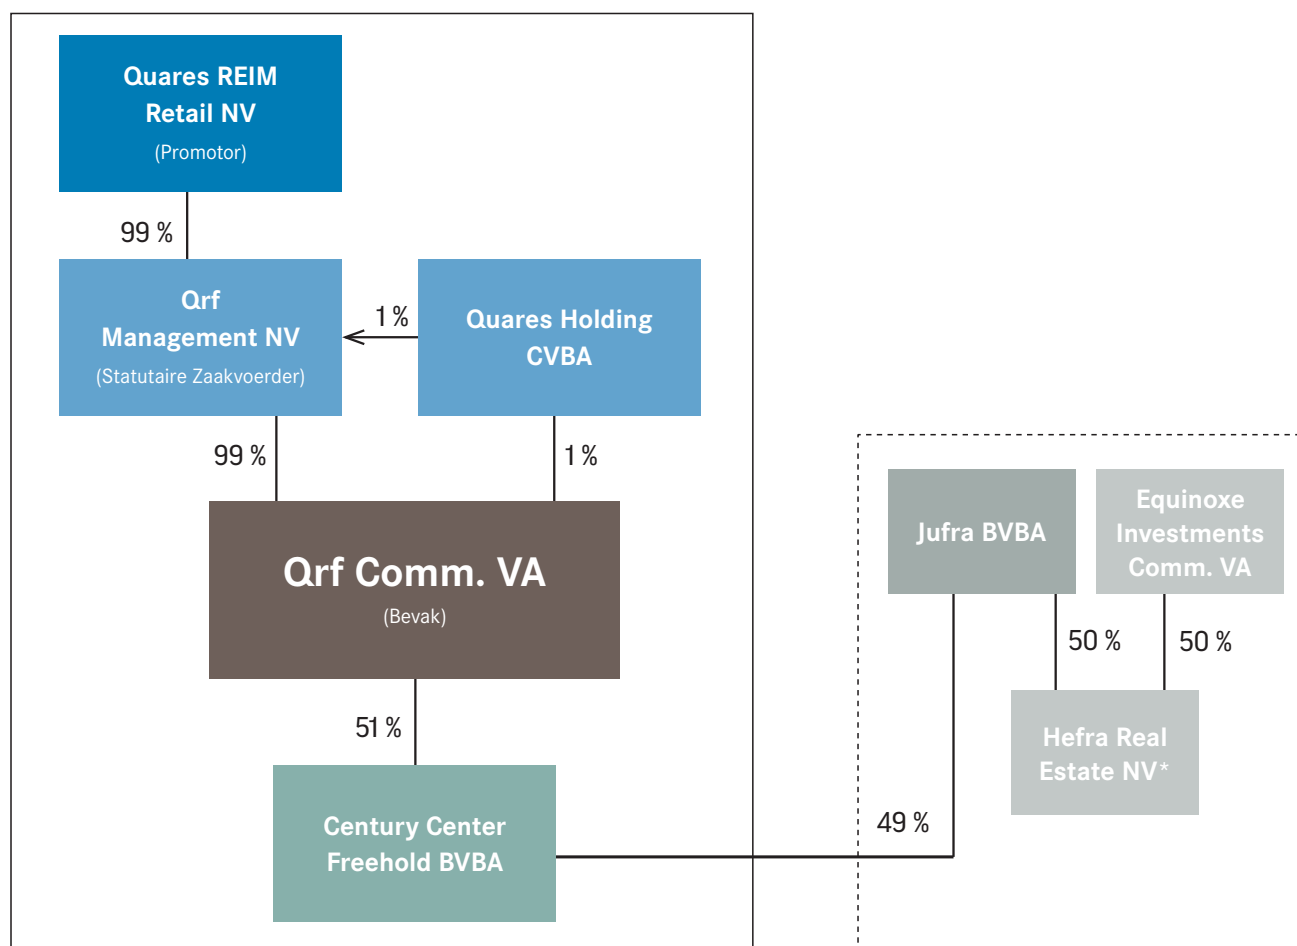 Quares REIM
Retail NV
(Promotor)
99 %
Qrf
Management NV
(Statutaire Zaakvoerder)
1 %
Quares Holding
CVBA
99 %
1 %
Qrf Comm. VA
(Bevak)
51 %
Century Center
Freehold BVBA
Jufra BVBA
Equinoxe
Investments
Comm. VA
50 %
50 %
Hefra Real
Estate NV*
49 %